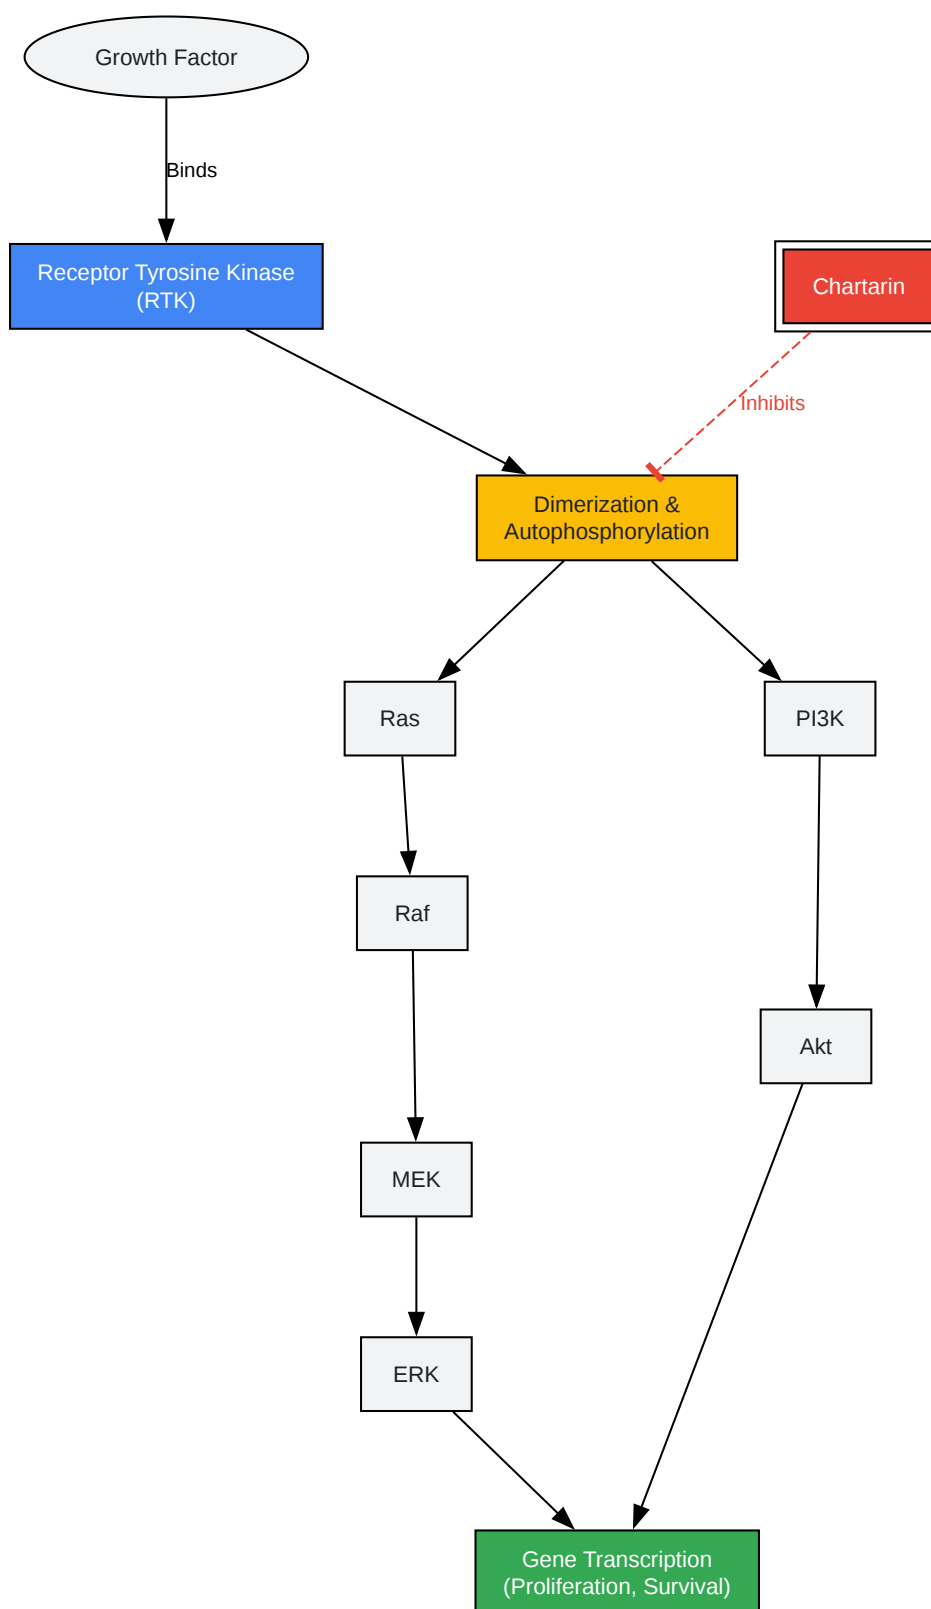 Growth Factor
Binds
Receptor Tyrosine Kinase
(RTK)
Chartarin
Inhibits
Dimerization &
Autophosphorylation
Ras
PI3K
Raf
Akt
MEK
ERK
Gene Transcription
(Proliferation, Survival)